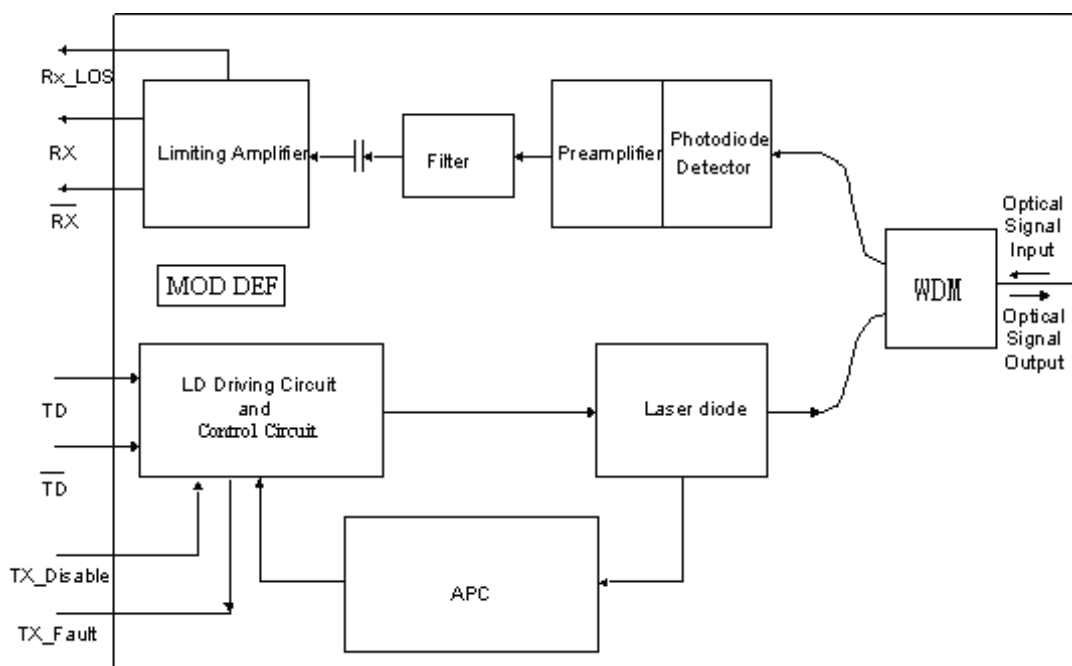 Rx_LOS
RX
RX
Limiting Amplifier
Filter
Preamplifier
Photodiode
Detector
Optical
Signal
Input
WDM
Optical
Signal
Output
MOD DEF
TD
TD
LD Driving Circuit
and
Control Circuit
Laser diode
TX_Disable
TX_Fault
APC